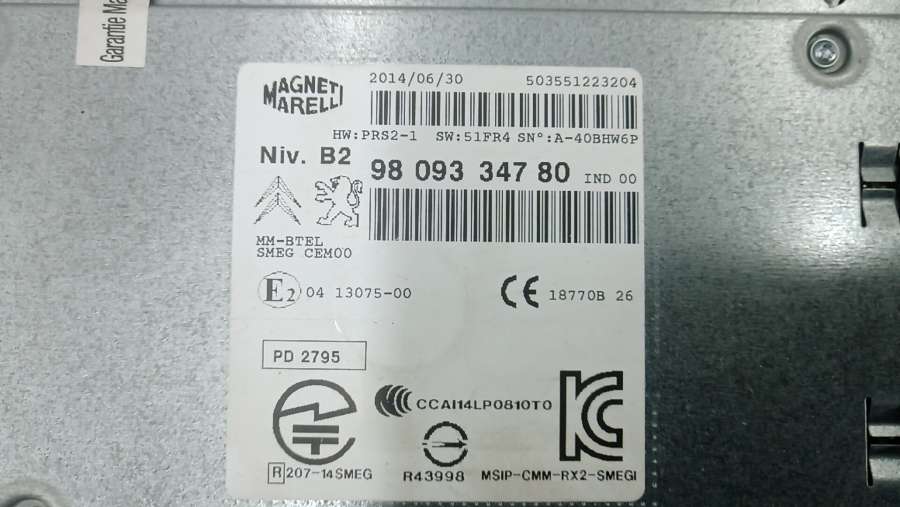 Garantie Ma
MAGNETI
MARELLI
2014/06/30 503551223204
HW:PRS2-1 SW:51FR4 SN°:A-40BHW6P
Niv. B2 98 093 347 80 IND 00
MM-BTEL
SMEG CEM00
E2 04 13075-00 CE 18770B 26
PD 2795
CCAI14LP0810T0
R 207-14SMEG R43998 MSIP-CMM-RX2-SMEGI